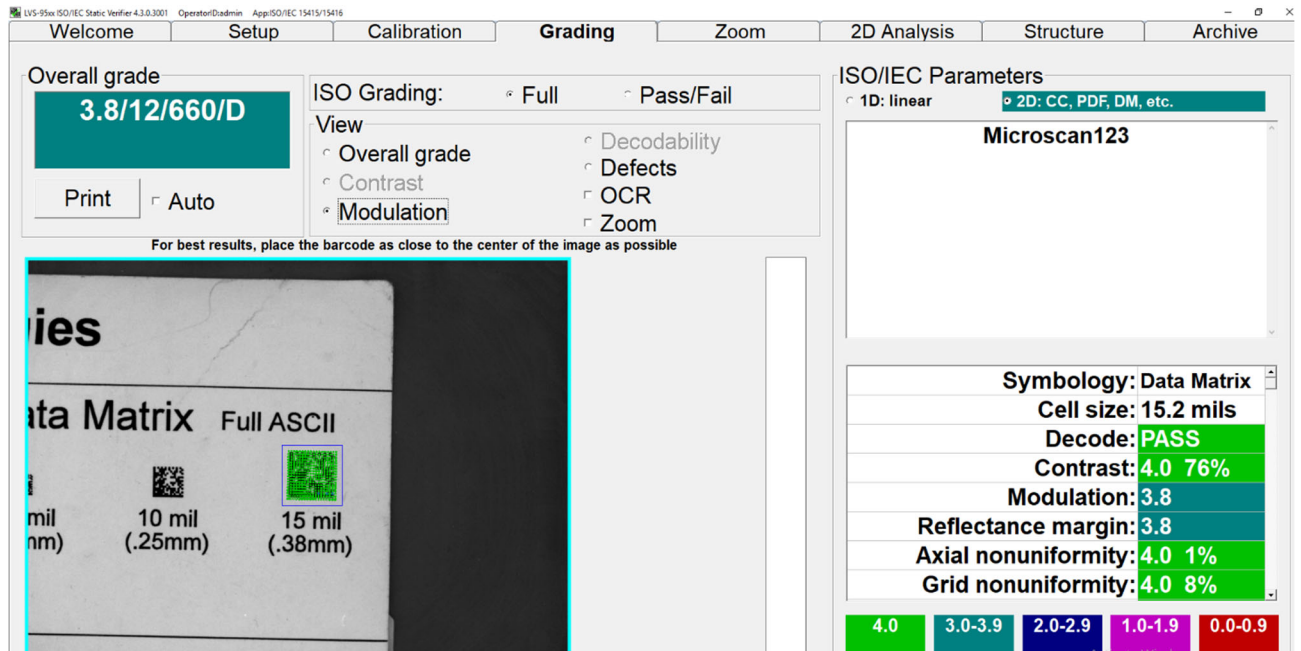 LVS-95xx ISO/IEC Static Verifier 4.3.0.3001 OperatorID:admin App:ISO/IEC 15415/15416
Welcome Setup Calibration Grading Zoom 2D Analysis Structure Archive
Overall grade
3.8/12/660/D
Print
Auto
ISO Grading: Full Pass/Fail
View
Overall grade
Contrast
Modulation
Decodability
Defects
OCR
Zoom
For best results, place the barcode as close to the center of the image as possible
ies
ata Matrix Full ASCII
mil 10 mil 15 mil
nm) (.25mm) (.38mm)
ISO/IEC Parameters
1D: linear 2D: CC, PDF, DM, etc.
Microscan123
Symbology: Data Matrix
Cell size: 15.2 mils
Decode: PASS
Contrast: 4.0 76%
Modulation: 3.8
Reflectance margin: 3.8
Axial nonuniformity: 4.0 1%
Grid nonuniformity: 4.0 8%
4.0 3.0-3.9 2.0-2.9 1.0-1.9 0.0-0.9